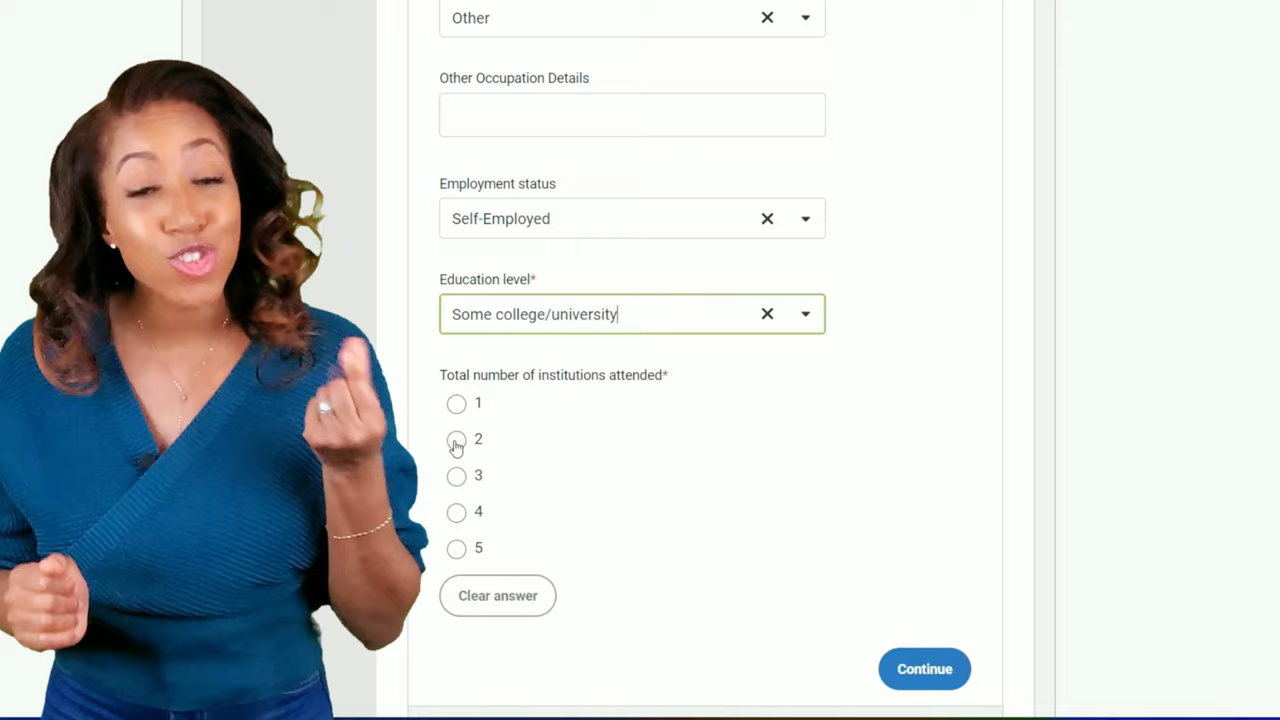 Other
Other Occupation Details
Employment status
Self-Employed
Education level*
Some college/university
Total number of institutions attended*
1
2
3
4
5
Clear answer
Continue